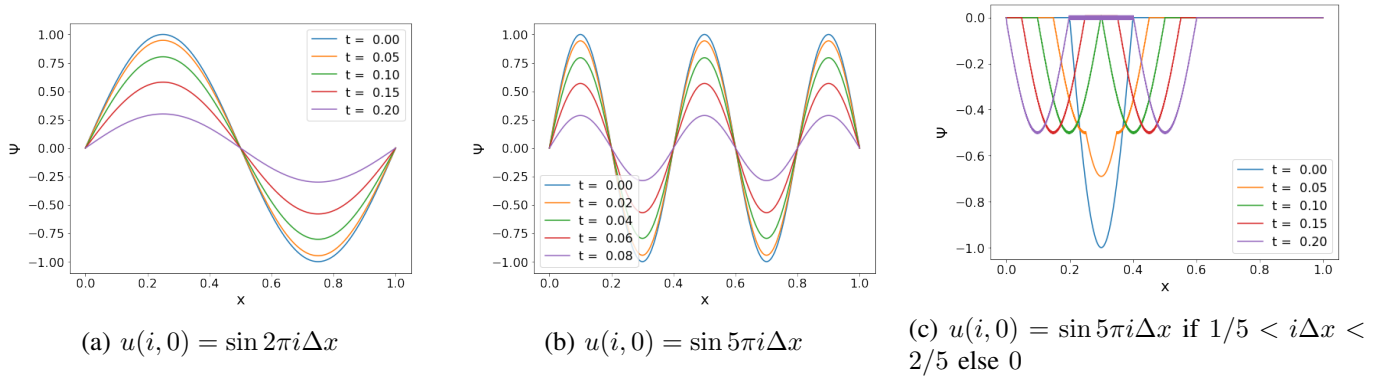 1.00
0.75
0.50
0.25
0.00
−0.25
−0.50
−0.75
−1.00
Ψ
0.0 0.2 0.4 0.6 0.8 1.0
x
t = 0.00
t = 0.05
t = 0.10
t = 0.15
t = 0.20
(a) u(i, 0) = sin 2πiΔx
1.00
0.75
0.50
0.25
0.00
−0.25
−0.50
−0.75
−1.00
Ψ
t = 0.00
t = 0.02
t = 0.04
t = 0.06
t = 0.08
0.0 0.2 0.4 0.6 0.8 1.0
x
(b) u(i, 0) = sin 5πiΔx
0.0
−0.2
−0.4
−0.6
−0.8
−1.0
Ψ
t = 0.00
t = 0.05
t = 0.10
t = 0.15
t = 0.20
0.0 0.2 0.4 0.6 0.8 1.0
x
(c) u(i, 0) = sin 5πiΔx if 1/5 < iΔx <
2/5 else 0